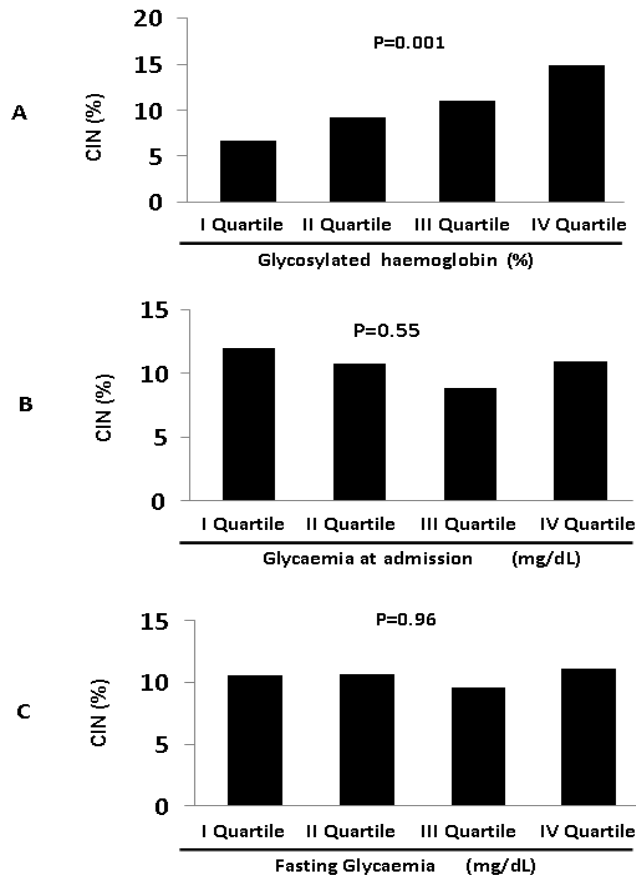 20
P=0.001
15
A
CIN (%)
10
5
0
I Quartile II Quartile III Quartile IV Quartile
Glycosylated haemoglobin (%)
15
P=0.55
10
B
CIN (%)
5
0
I Quartile II Quartile III Quartile IV Quartile
Glycaemia at admission (mg/dL)
15
P=0.96
10
C
CIN (%)
5
0
I Quartile II Quartile III Quartile IV Quartile
Fasting Glycaemia (mg/dL)